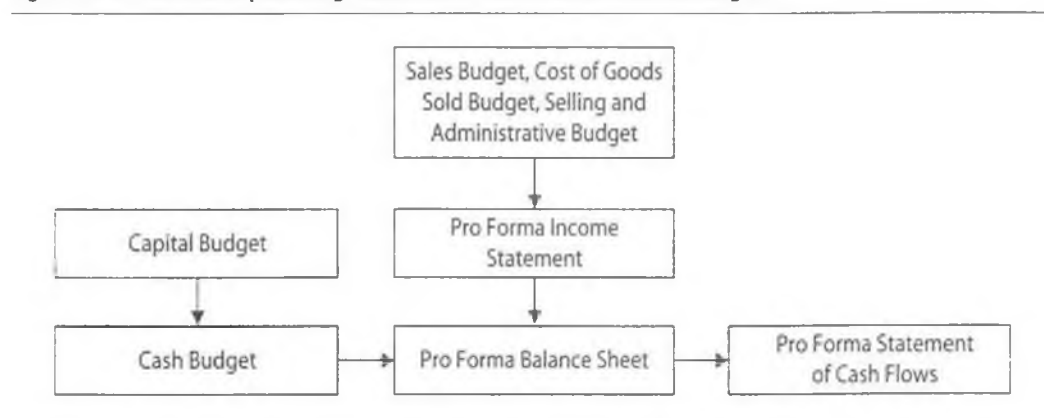 Sales Budget, Cost of Goods
Sold Budget, Selling and
Administrative Budget
Capital Budget
Pro Forma Income
Statement
Cash Budget
Pro Forma Balance Sheet
Pro Forma Statement
of Cash Flows